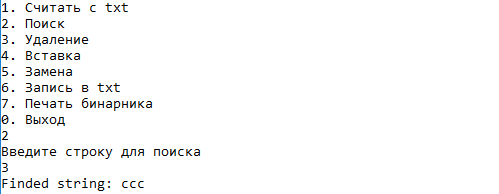 1. Считать с txt
2. Поиск
3. Удаление
4. Вставка
5. Замена
6. Запись в txt
7. Печать бинарника
0. Выход
2
Введите строку для поиска
3
Finded string: ccc